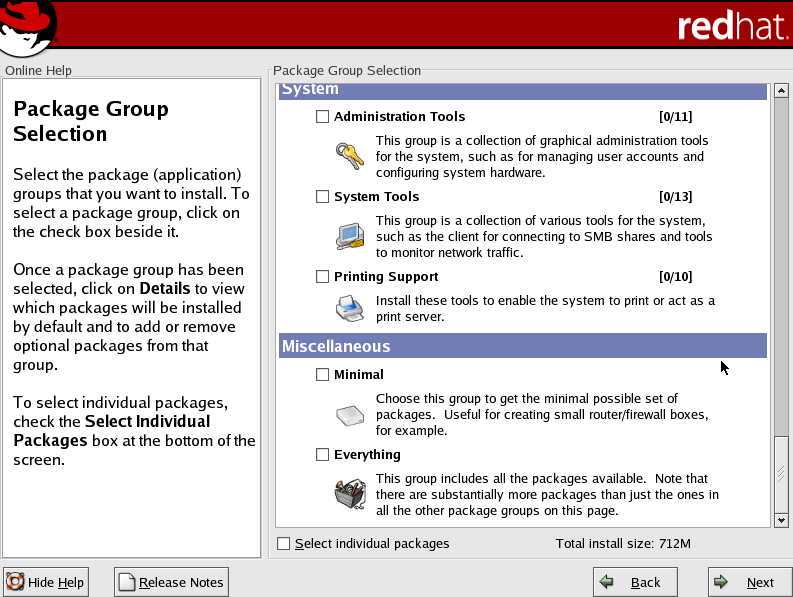 redhat.
Online Help
Package Group
Selection
Select the package (application)
groups that you want to install. To
select a package group, click on
the check box beside it.
Once a package group has been
selected, click on Details to view
which packages will be installed
by default and to add or remove
optional packages from that
group.
To select individual packages,
check the Select Individual
Packages box at the bottom of the
screen.
Package Group Selection
System
Administration Tools [0/11]
This group is a collection of graphical administration tools
for the system, such as for managing user accounts and
configuring system hardware.
System Tools [0/13]
This group is a collection of various tools for the system,
such as the client for connecting to SMB shares and tools
to monitor network traffic.
Printing Support [0/10]
Install these tools to enable the system to print or act as a
print server.
Miscellaneous
Minimal
Choose this group to get the minimal possible set of
packages. Useful for creating small router/firewall boxes,
for example.
Everything
This group includes all the packages available. Note that
there are substantially more packages than just the ones in
all the other package groups on this page.
Select individual packages Total install size: 712M
Hide Help Release Notes Back Next